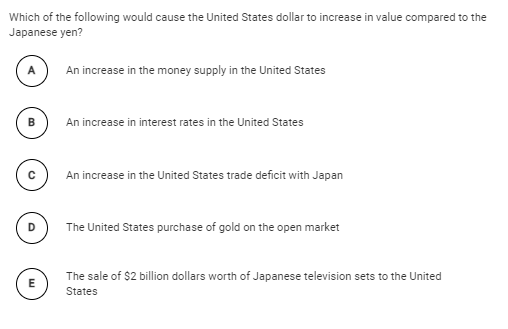 Which of the following would cause the United States dollar to increase in value compared to the
Japanese yen?
A An increase in the money supply in the United States
B An increase in interest rates in the United States
C An increase in the United States trade deficit with Japan
D The United States purchase of gold on the open market
E The sale of $2 billion dollars worth of Japanese television sets to the United
States